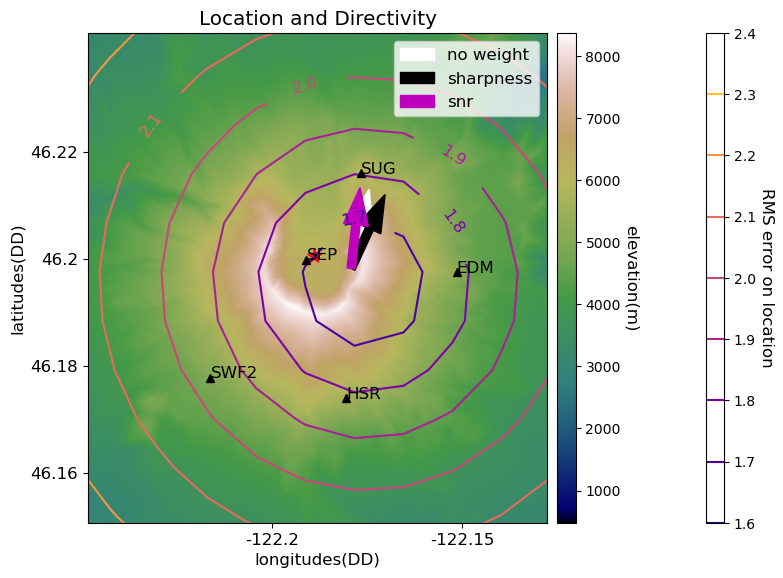 Location and Directivity
no weight
sharpness
snr
2.0
2.1
1.9
1.8
1.7
SUG
SEP
EDM
SWF2
HSR
46.22
46.2
46.18
46.16
latitudes(DD)
-122.2
-122.15
longitudes(DD)
8000
7000
6000
5000
4000
3000
2000
1000
elevation(m)
2.4
2.3
2.2
2.1
2.0
1.9
1.8
1.7
1.6
RMS error on location